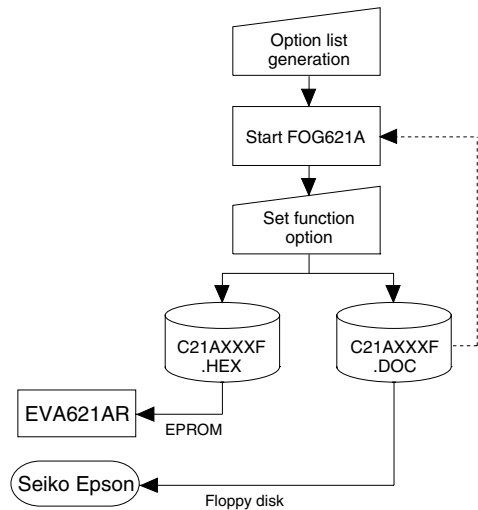 Option list
generation
Start FOG621A
Set function
option
C21AXXXF
.HEX
C21AXXXF
.DOC
EVA621AR
EPROM
Seiko Epson
Floppy disk